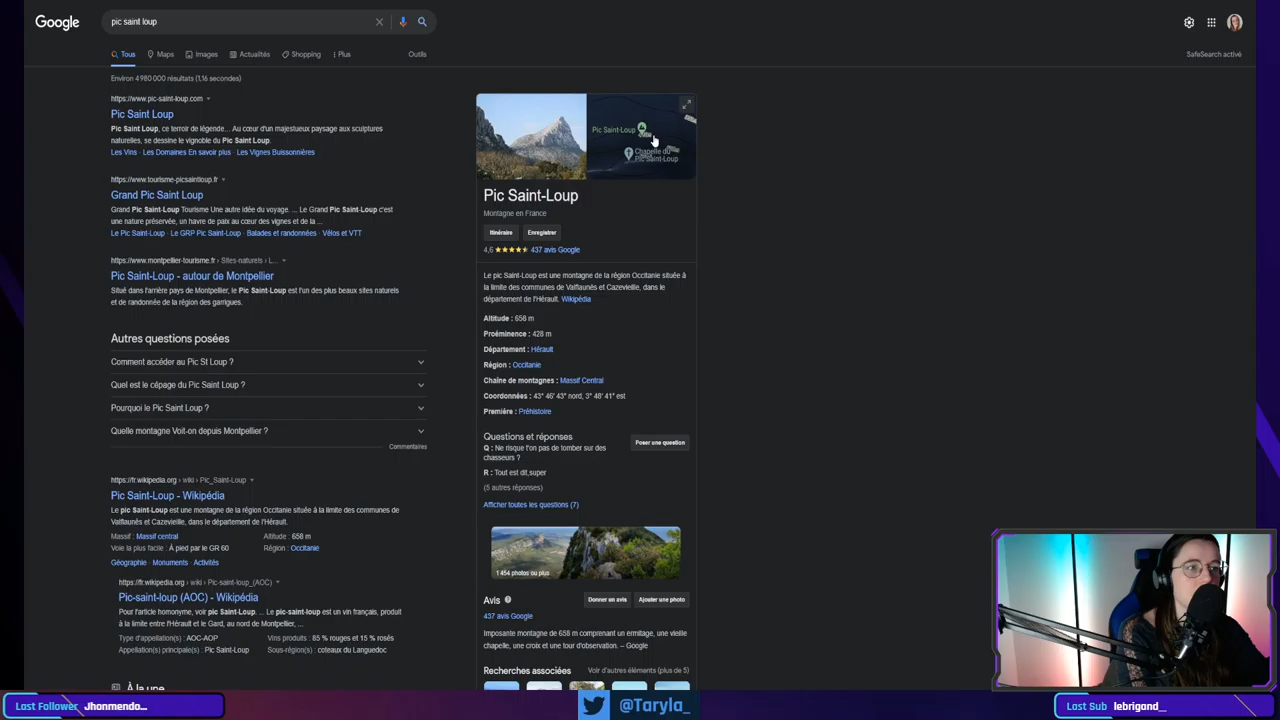 Google
pic saint loup
Tous Maps Images Actualités Shopping Plus Outils
SafeSearch activé
Environ 4 980 000 résultats (1,16 secondes)
https://www.pic-saint-loup.com
Pic Saint Loup
Pic Saint Loup, ce terroir de légende... Au cœur d'un majestueux paysage aux sculptures
naturelles, se dessine le vignoble du Pic Saint Loup.
Les Vins · Les Domaines En savoir plus · Les Vignes Buissonnières
https://www.tourisme-picsaintloup.fr
Grand Pic Saint Loup
Grand Pic Saint-Loup Tourisme Une autre idée du voyage. ... Le Grand Pic Saint-Loup c'est
une nature préservée, un havre de paix au cœur des vignes et de la ...
Le Pic Saint-Loup · Le GRP Pic Saint-Loup · Balades et randonnées · Vélos et VTT
https://www.montpellier-tourisme.fr › Sites-naturels › L...
Pic Saint-Loup - autour de Montpellier
Situé dans l'arrière pays de Montpellier, le Pic Saint-Loup est l'un des plus beaux sites naturels
et de randonnée de la région des garrigues.
Autres questions posées
Comment accéder au Pic St Loup ?
Quel est le cépage du Pic Saint Loup ?
Pourquoi le Pic Saint Loup ?
Quelle montagne Voit-on depuis Montpellier ?
Commentaires
https://fr.wikipedia.org › wiki › Pic_Saint-Loup
Pic Saint-Loup - Wikipédia
Le pic Saint-Loup est une montagne de la région Occitanie située à la limite des communes de
Valflaunès et Cazevieille, dans le département de l'Hérault.
Massif : Massif central Altitude : 658 m
Voie la plus facile : À pied par le GR 60 Région : Occitanie
Géographie · Monuments · Activités
https://fr.wikipedia.org › wiki › Pic-saint-loup_(AOC)
Pic-saint-loup (AOC) - Wikipédia
Pour l'article homonyme, voir pic Saint-Loup. ... Le pic-saint-loup est un vin français, produit
à la limite entre l'Hérault et le Gard, au nord de Montpellier, ...
Type d'appellation(s) : AOC-AOP Vins produits : 85 % rouges et 15 % rosés
Appellation(s) principale(s) : Pic Saint-Loup Sous-région(s) : coteaux du Languedoc
À la une
Pic Saint-Loup
Chapelle du
Pic Saint-Loup
Pic Saint-Loup
Montagne en France
Itinéraire Enregistrer
4,6 437 avis Google
Le pic Saint-Loup est une montagne de la région Occitanie située à
la limite des communes de Valflaunès et Cazevieille, dans le
département de l'Hérault. Wikipédia
Altitude : 658 m
Proéminence : 428 m
Département : Hérault
Région : Occitanie
Chaîne de montagnes : Massif Central
Coordonnées : 43° 46′ 43″ nord, 3° 48′ 41″ est
Première : Préhistoire
Questions et réponses
Poser une question
Q : Ne risque t'on pas de tomber sur des
chasseurs ?
R : Tout est dit,super
(5 autres réponses)
Afficher toutes les questions (7)
1 454 photos ou plus
Avis Donner un avis Ajouter une photo
437 avis Google
Imposante montagne de 658 m comprenant un ermitage, une vieille
chapelle, une croix et une tour d'observation. – Google
Recherches associées Voir d'autres éléments (plus de 5)
Last Follower Jhonmendo...
@Taryla_
Last Sub lebrigand_